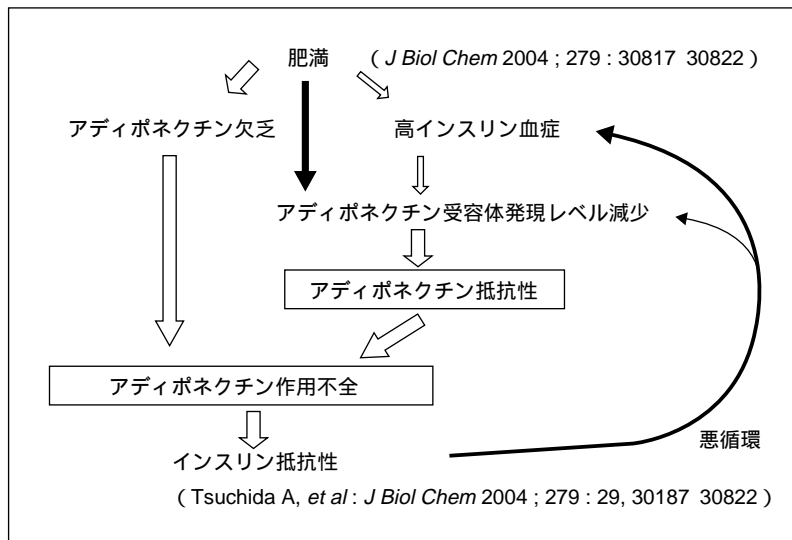 肥満 （J Biol Chem 2004 ; 279 : 30817 30822）
アディポネクチン欠乏 高インスリン血症
アディポネクチン受容体発現レベル減少
アディポネクチン抵抗性
アディポネクチン作用不全
悪循環
インスリン抵抗性
（Tsuchida A, et al : J Biol Chem 2004 ; 279 : 29, 30187 30822）